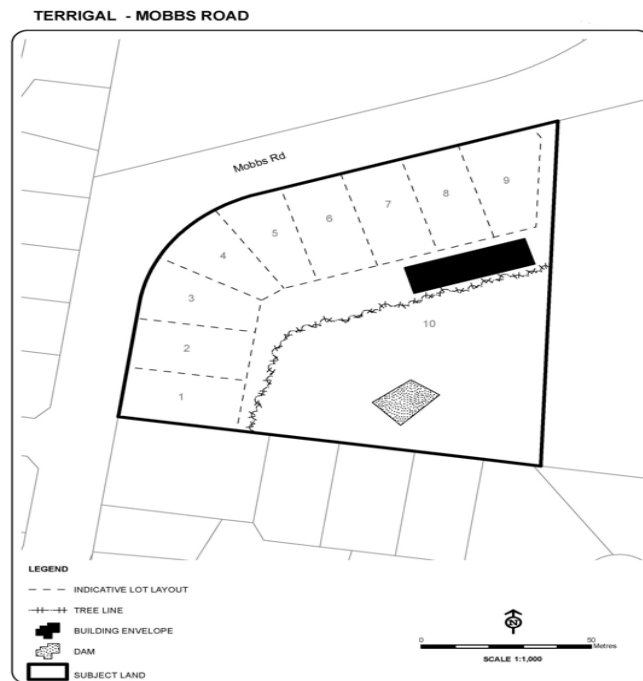 TERRIGAL - MOBBS ROAD
Mobbs Rd
9
8
7
6
5
4
3
2
1
10
LEGEND
INDICATIVE LOT LAYOUT
TREE LINE
BUILDING ENVELOPE
DAM
SUBJECT LAND
N
0 50
Metres
SCALE 1:1,000